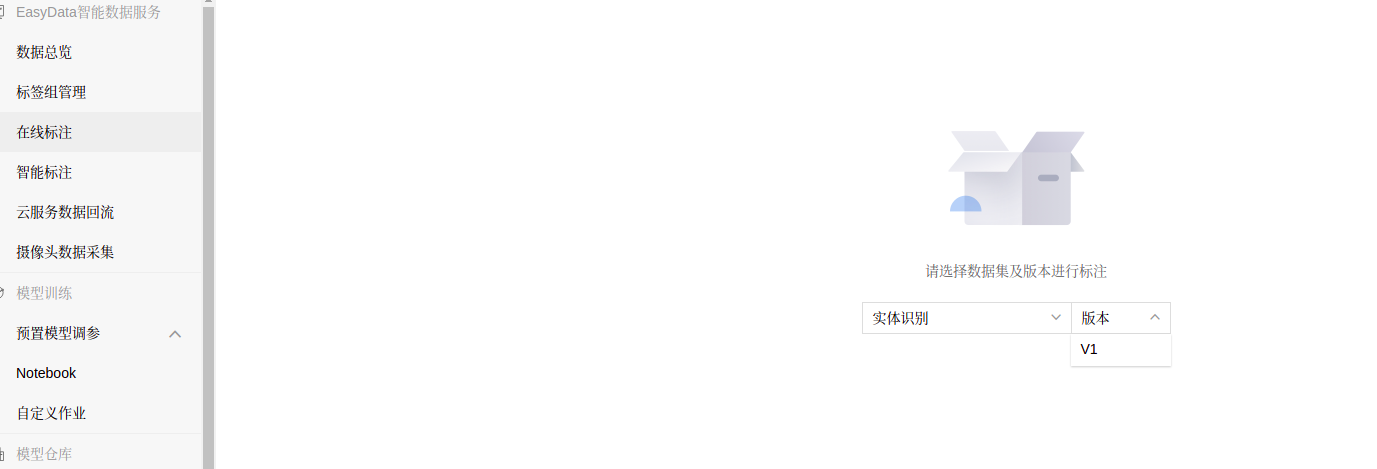 EasyData智能数据服务
数据总览
标签组管理
在线标注
智能标注
云服务数据回流
摄像头数据采集
模型训练
预置模型调参
Notebook
自定义作业
模型仓库
请选择数据集及版本进行标注
实体识别
版本
V1